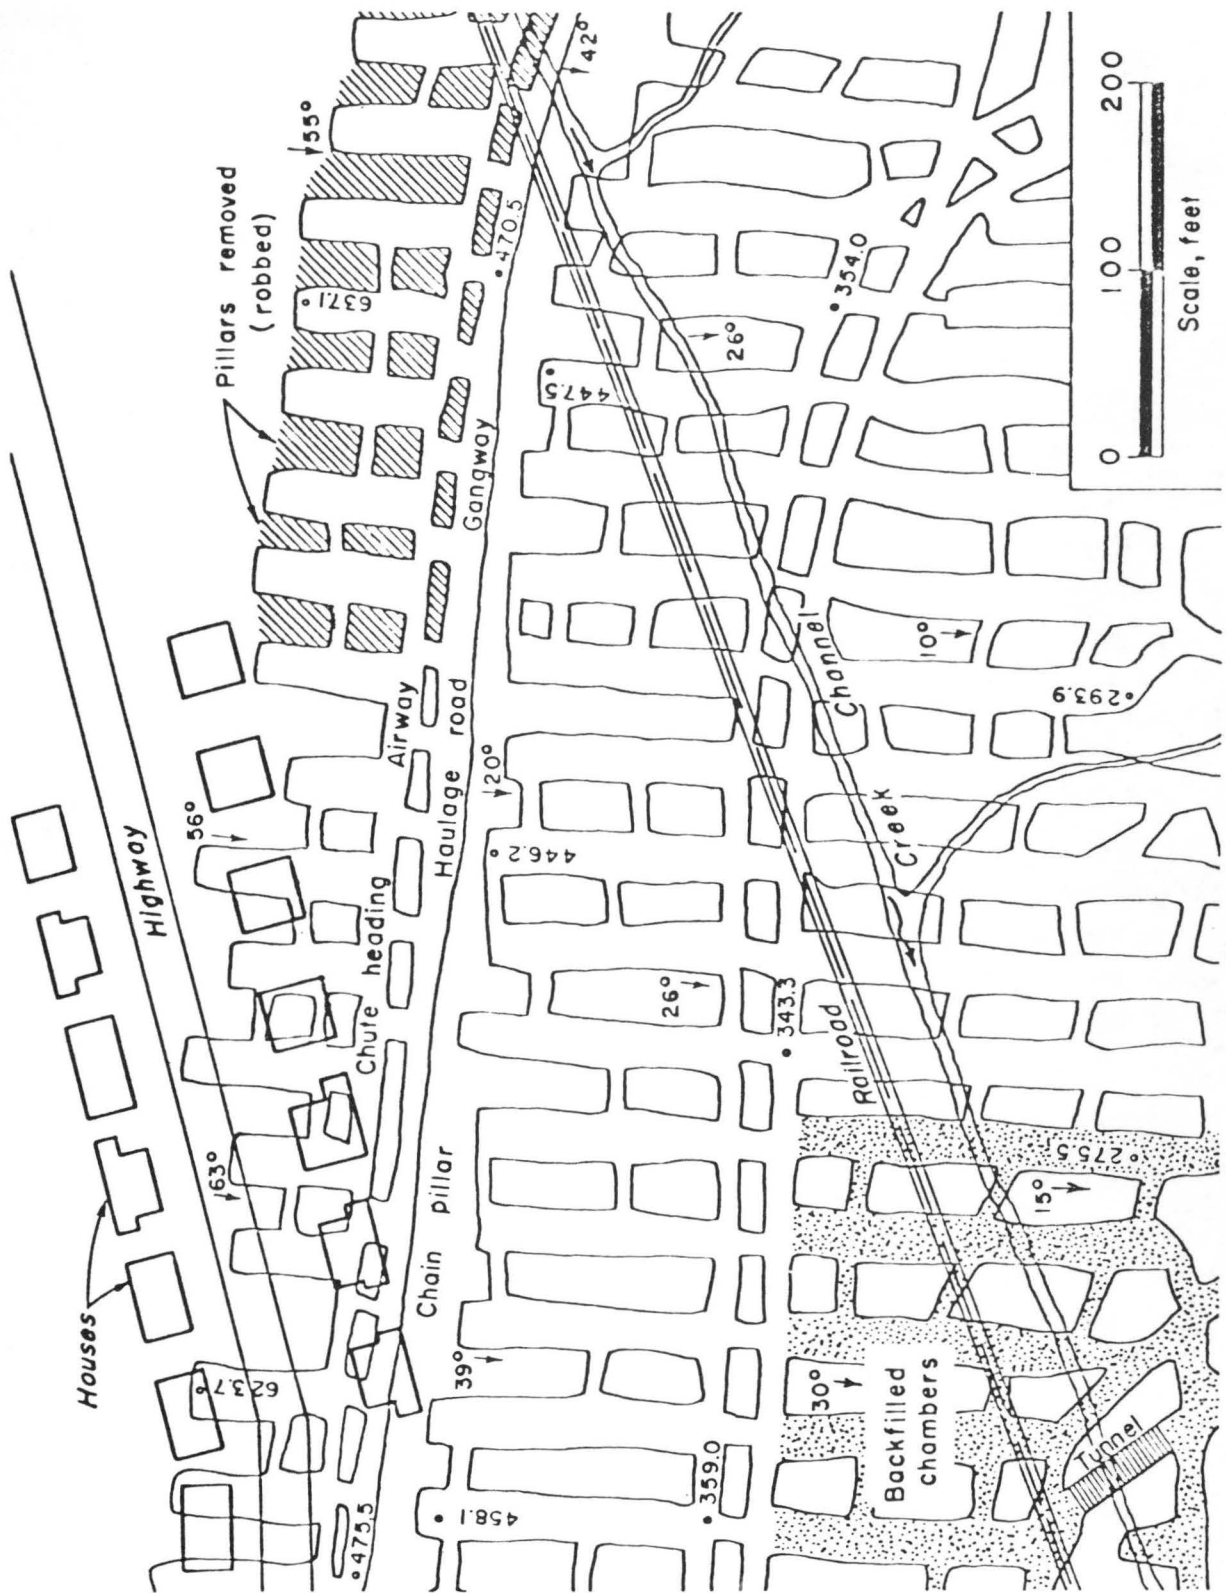 Houses
Highway
Pillars removed
(robbed)
55°
42°
637.1
470.5
Gangway
447.5
26°
354.0
Airway
Haulage road
20°
56°
Chute heading
446.2
63°
Chain pillar
26°
343.3
Railroad
Creek Channel
10°
293.9
275.5
15°
623.7
39°
475.5
458.1
359.0
30°
Backfilled
chambers
Tunnel
0 100 200
Scale, feet